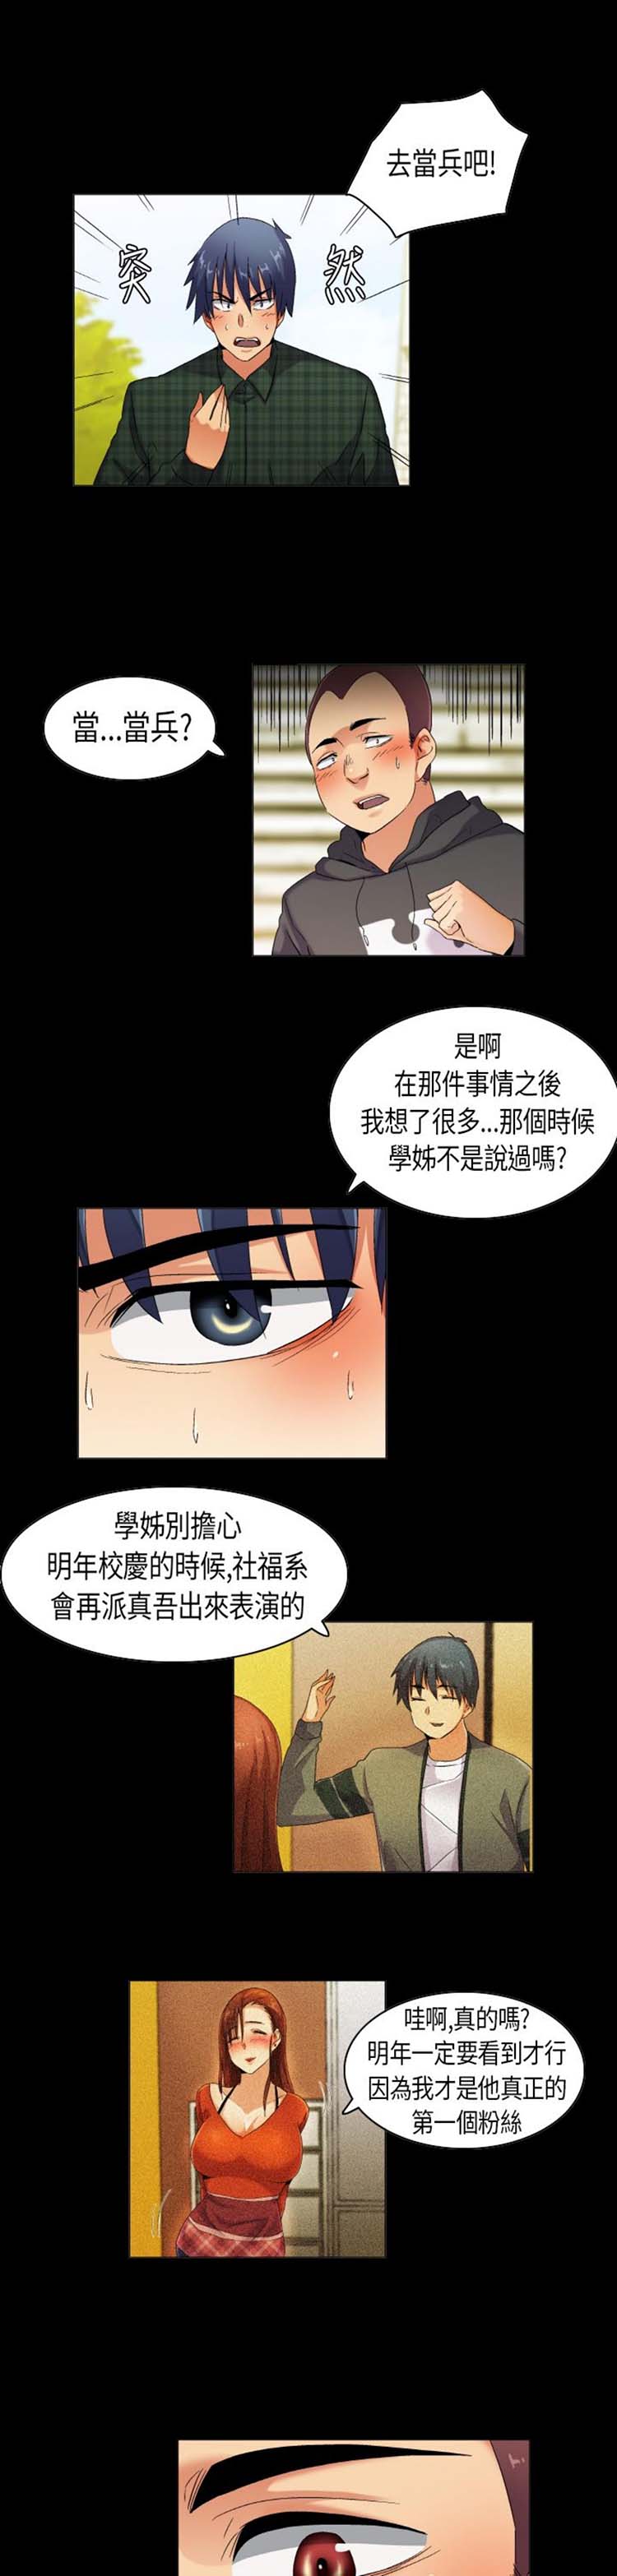 去當兵吧!
突 然
當...當兵?
是啊
在那件事情之後
我想了很多...那個時候
學姊不是說過嗎?
學姊別擔心
明年校慶的時候,社福系
會再派真吾出來表演的
哇啊,真的嗎?
明年一定要看到才行
因為我才是他真正的
第一個粉絲